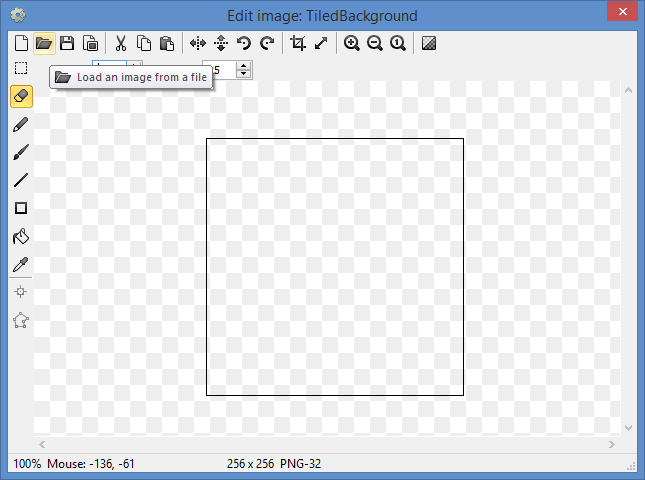 Edit image: TiledBackground
Load an image from a file
5
100% Mouse: -136, -61
256 x 256 PNG-32